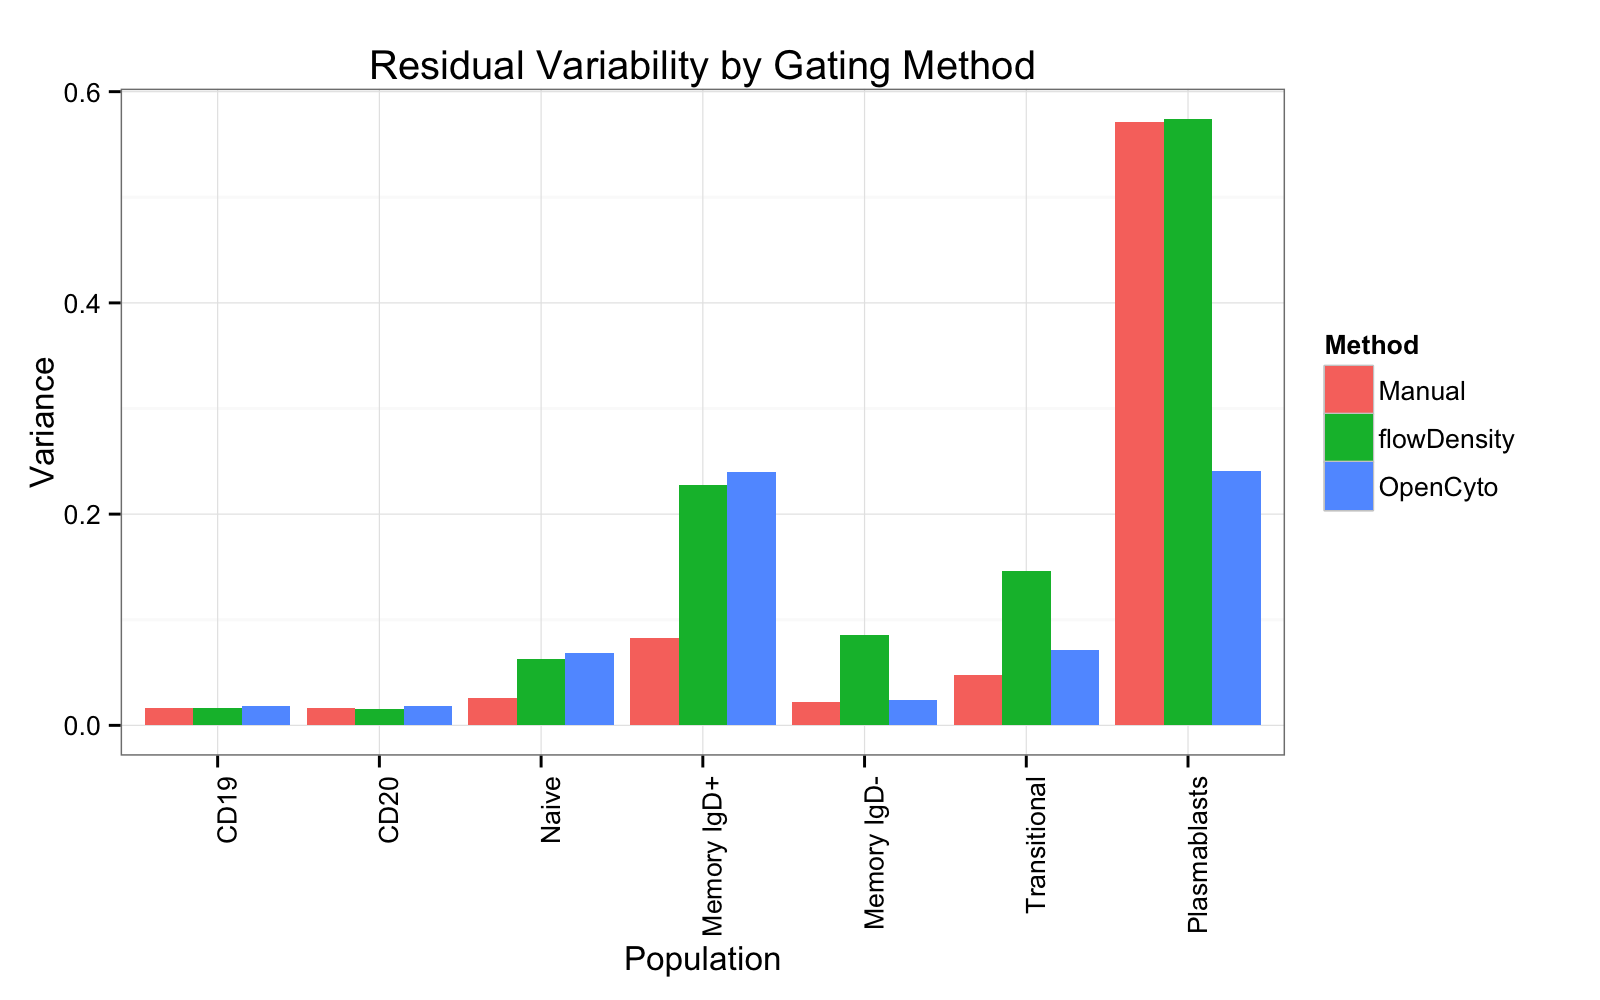 Residual Variability by Gating Method
0.6
0.4
0.2
0.0
Variance
CD19
CD20
Naive
Memory IgD+
Memory IgD-
Transitional
Plasmablasts
Population
Method
Manual
flowDensity
OpenCyto